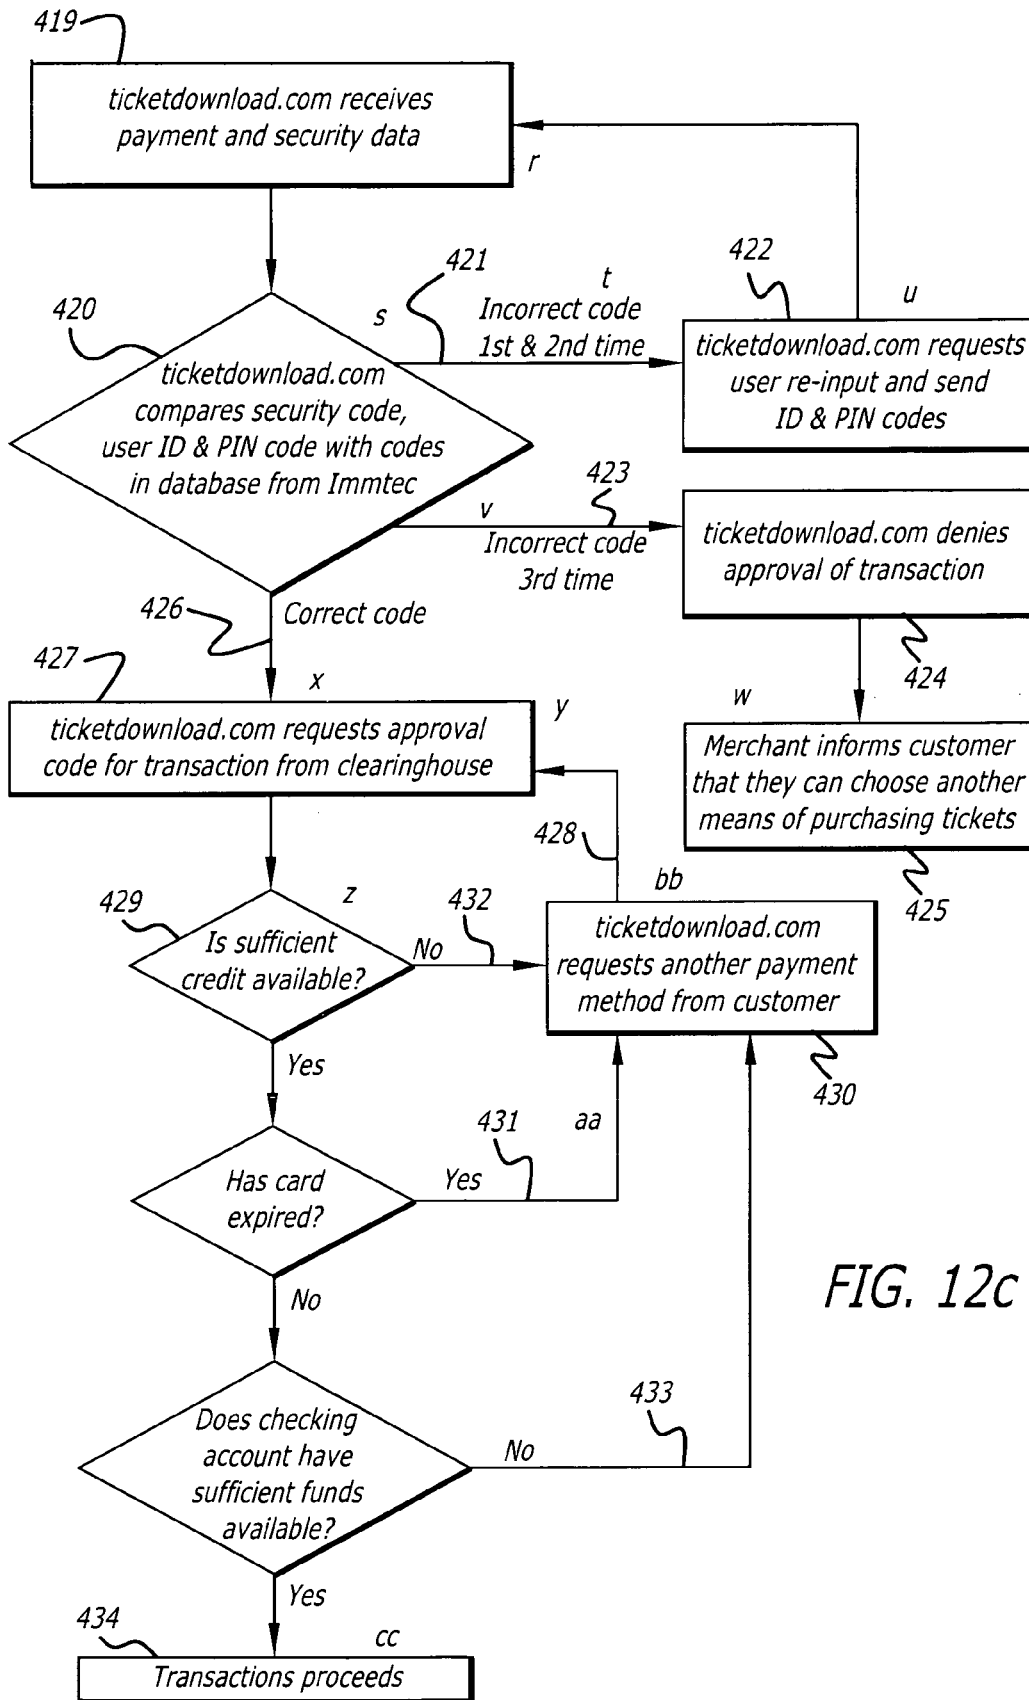 419
ticketdownload.com receives
payment and security data
r
420
s
421
t
Incorrect code
1st & 2nd time
422
u
ticketdownload.com requests
user re-input and send
ID & PIN codes
ticketdownload.com
compares security code,
user ID & PIN code with codes
in database from Immtec
v
423
Incorrect code
3rd time
ticketdownload.com denies
approval of transaction
424
426
Correct code
427
x
y
ticketdownload.com requests approval
code for transaction from clearinghouse
w
Merchant informs customer
that they can choose another
means of purchasing tickets
425
428
429
z
Is sufficient
credit available?
No
432
bb
ticketdownload.com
requests another payment
method from customer
430
Yes
Has card
expired?
Yes
431
aa
No
FIG. 12c
Does checking
account have
sufficient funds
available?
No
433
Yes
434
cc
Transactions proceeds